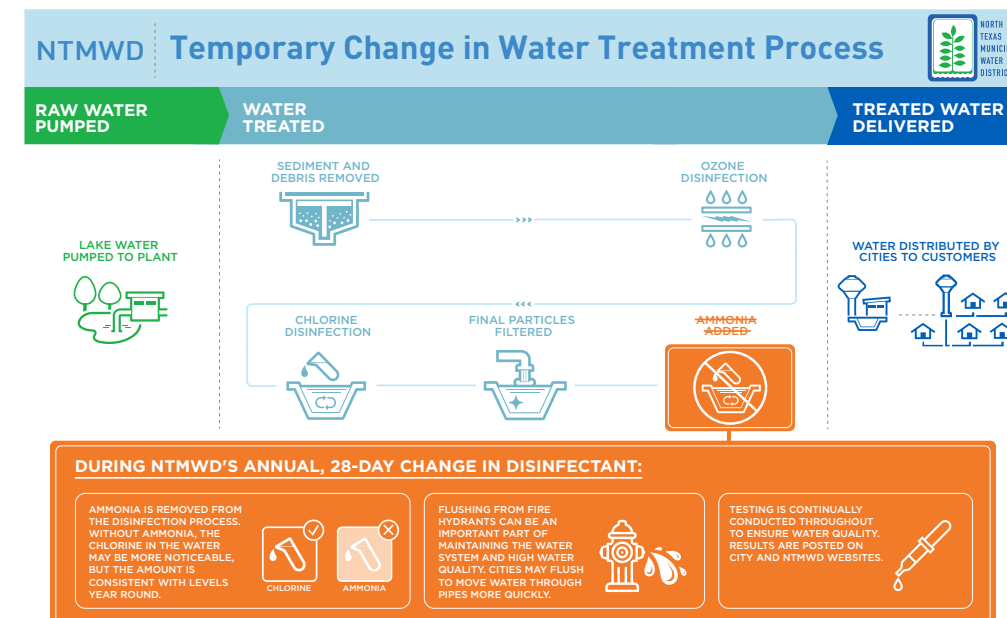 NTMWD
Temporary Change in Water Treatment Process
NORTH
TEXAS
WATER
RAW WATER
PUMPED
WATER
TREATED
TREATED WATER
DELIVERED
SEDIMENT AND
DEBRIS REMOVED
OZONE
DISINFECTION
LAKE WATER
PUMPED TO PLANT
WATER DISTRIBUTED BY
CITIES TO CUSTOMERS
CHLORINE
DISINFECTION
FINAL PARTICLES
FILTERED
AMMONIA
ADDED
DURING NTMWD'S ANNUAL, 28-DAY CHANGE IN DISINFECTANT:
AMMONIA IS REMOVED FROM
THE DISINFECTION PROCESS.
WITHOUT AMMONIA, THE
CHLORINE IN THE WATER
MAY BE MORE NOTICEABLE,
BUT THE AMOUNT IS
CONSISTENT WITH LEVELS
YEAR ROUND.
CHLORINE
AMMONIA
FLUSHING FROM FIRE
HYDRANTS CAN BE AN
IMPORTANT PART OF
MAINTAINING THE WATER
SYSTEM AND HIGH WATER
QUALITY. CITIES MAY FLUSH
TO MOVE WATER THROUGH
PIPES MORE QUICKLY.
TESTING IS CONTINUALLY
CONDUCTED THROUGHOUT
TO ENSURE WATER QUALITY.
RESULTS ARE POSTED ON
CITY AND NTMWD WEBSITES.